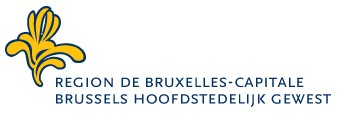 REGION DE BRUXELLES-CAPITALE
BRUSSELS HOOFDSTEDELIJK GEWEST